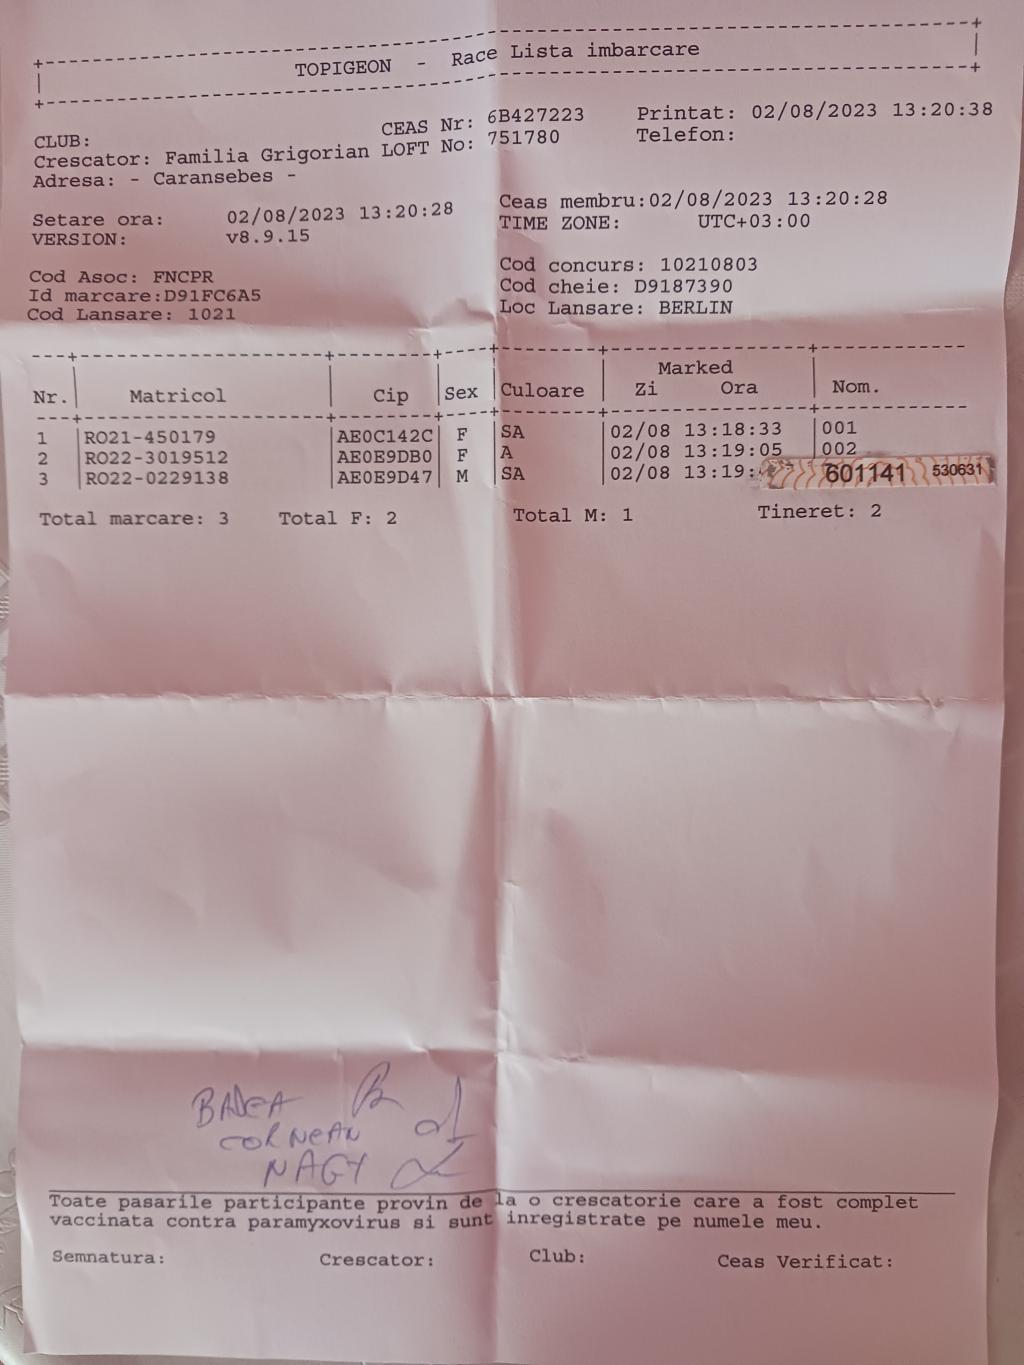 TOPIGEON - Race Lista imbarcare
CLUB: CEAS Nr: 6B427223 Printat: 02/08/2023 13:20:38
Crescator: Familia Grigorian LOFT No: 751780 Telefon:
Adresa: - Caransebes -
Setare ora: 02/08/2023 13:20:28 Ceas membru:02/08/2023 13:20:28
VERSION: v8.9.15 TIME ZONE: UTC+03:00
Cod Asoc: FNCPR Cod concurs: 10210803
Id marcare:D91FC6A5 Cod cheie: D9187390
Cod Lansare: 1021 Loc Lansare: BERLIN
Marked
Nr. Matricol Cip Sex Culoare Zi Ora Nom.
1 RO21-450179 AE0C142C F SA 02/08 13:18:33 001
2 RO22-3019512 AE0E9DB0 F A 02/08 13:19:05 002
3 RO22-0229138 AE0E9D47 M SA 02/08 13:19: 601141 530631
Total marcare: 3 Total F: 2 Total M: 1 Tineret: 2
BADEA
CORNEAN
NAGY
Toate pasarile participante provin de la o crescatorie care a fost complet
vaccinata contra paramyxovirus si sunt inregistrate pe numele meu.
Semnatura: Crescator: Club: Ceas Verificat: